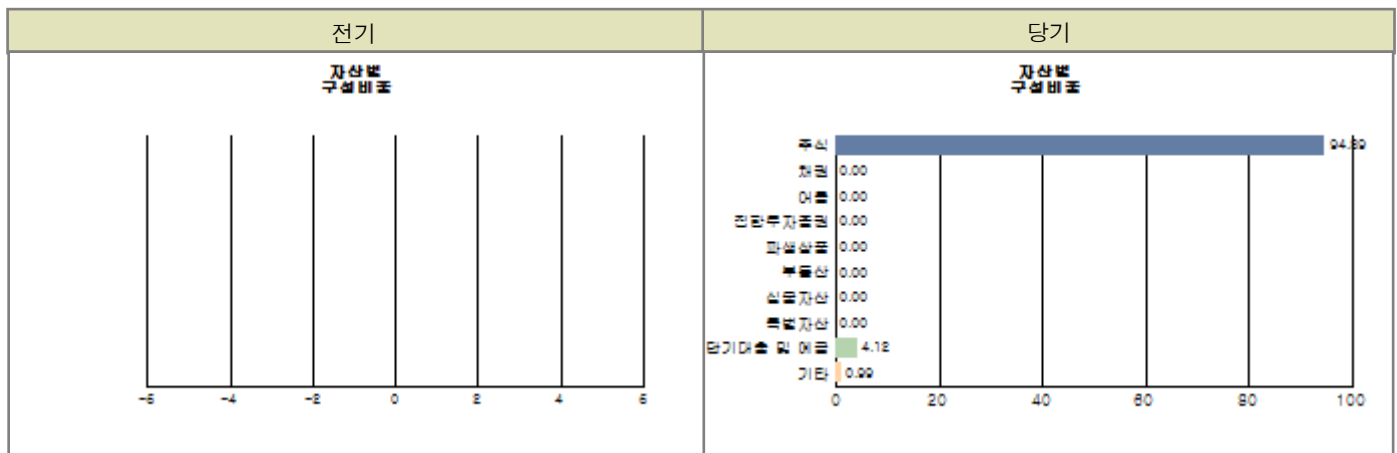 전기
당기
자산별
구성비중
-6 -4 -2 0 2 4 6
자산별
구성비중
주식 94.89
채권 0.00
어음 0.00
집합투자증권 0.00
파생상품 0.00
부동산 0.00
실물자산 0.00
특별자산 0.00
단기대출 및 예금 4.12
기타 0.99
0 20 40 60 80 100